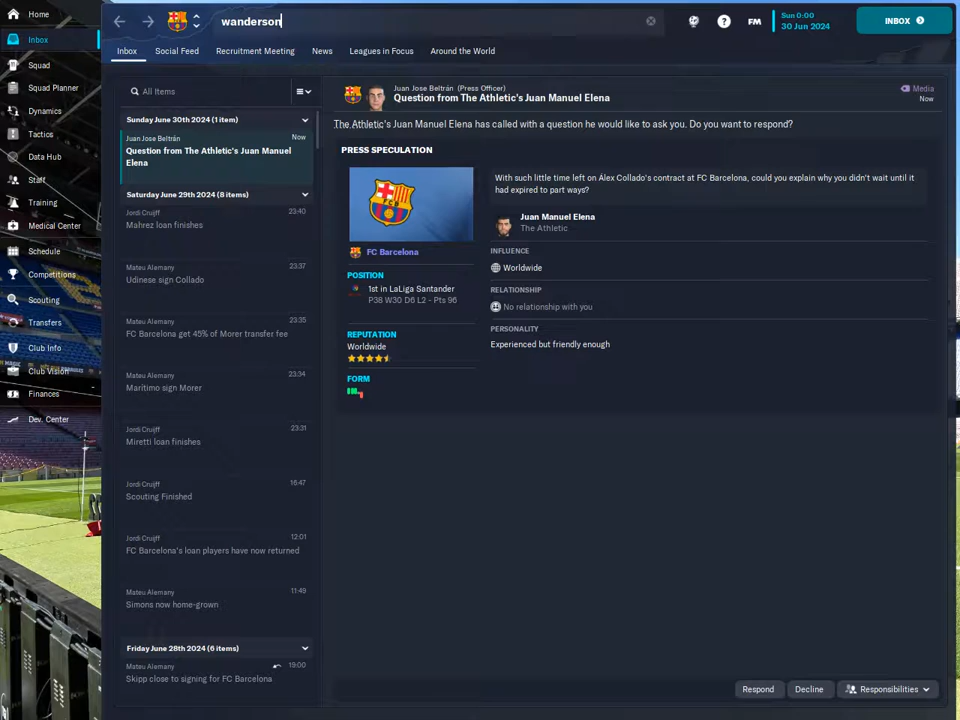 Home
Inbox
Squad
Squad Planner
Dynamics
Tactics
Data Hub
Staff
Training
Medical Center
Schedule
Competitions
Scouting
Transfers
Club Info
Club Vision
Finances
Dev. Center
wanderson
FM
Sun 0:00
30 Jun 2024
INBOX
Inbox
Social Feed
Recruitment Meeting
News
Leagues in Focus
Around the World
All Items
Sunday June 30th 2024 (1 item)
Juan Jose Beltrán
Now
Question from The Athletic's Juan Manuel
Elena
Saturday June 29th 2024 (8 items)
Jordi Cruijff
23:40
Mahrez loan finishes
Mateu Alemany
23:37
Udinese sign Collado
Mateu Alemany
23:35
FC Barcelona get 45% of Morer transfer fee
Mateu Alemany
23:34
Marítimo sign Morer
Jordi Cruijff
23:31
Miretti loan finishes
Jordi Cruijff
16:47
Scouting Finished
Jordi Cruijff
12:01
FC Barcelona's loan players have now returned
Mateu Alemany
11:49
Simons now home-grown
Friday June 28th 2024 (6 items)
Mateu Alemany
19:00
Skipp close to signing for FC Barcelona
Juan Jose Beltrán (Press Officer)
Question from The Athletic's Juan Manuel Elena
Media
Now
The Athletic's Juan Manuel Elena has called with a question he would like to ask you. Do you want to respond?
PRESS SPECULATION
FC Barcelona
POSITION
1st in LaLiga Santander
P38 W30 D6 L2 - Pts 96
REPUTATION
Worldwide
FORM
With such little time left on Álex Collado's contract at FC Barcelona, could you explain why you didn't wait until it
had expired to part ways?
Juan Manuel Elena
The Athletic
INFLUENCE
Worldwide
RELATIONSHIP
No relationship with you
PERSONALITY
Experienced but friendly enough
Respond
Decline
Responsibilities